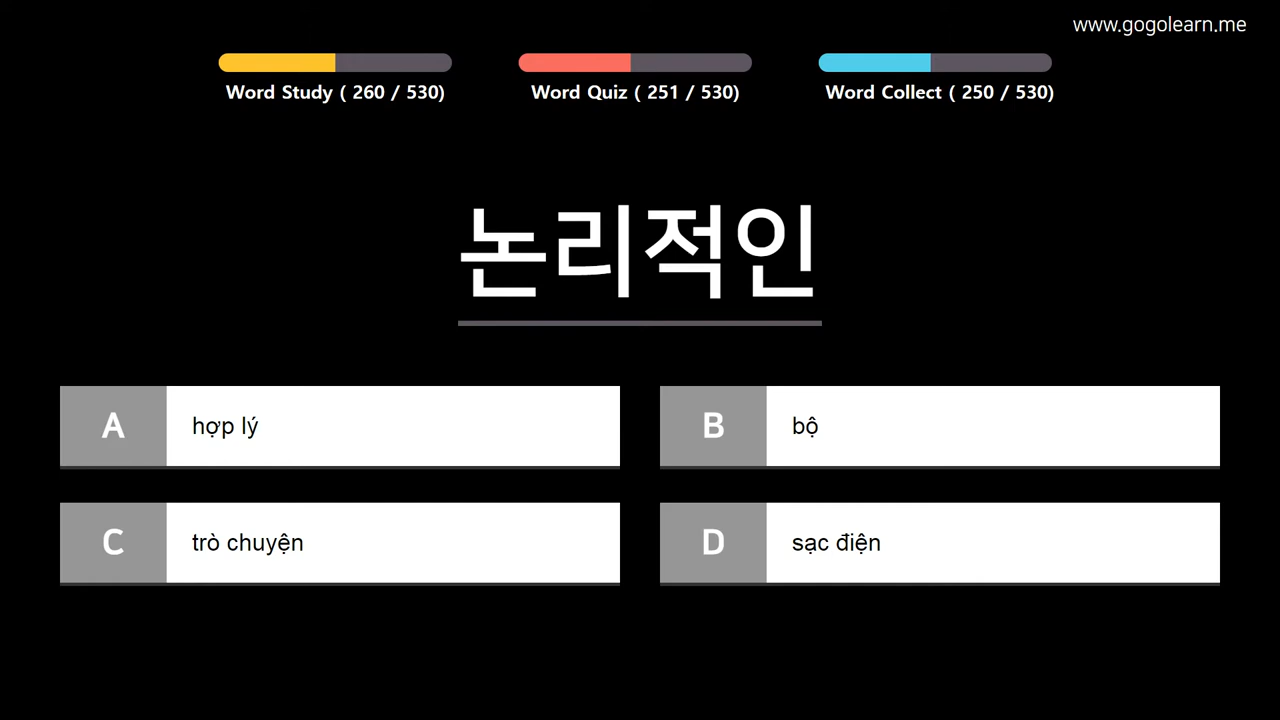 www.gogolearn.me
Word Study ( 260 / 530)
Word Quiz ( 251 / 530)
Word Collect ( 250 / 530)
논리적인
A hợp lý
B bộ
C trò chuyện
D sạc điện